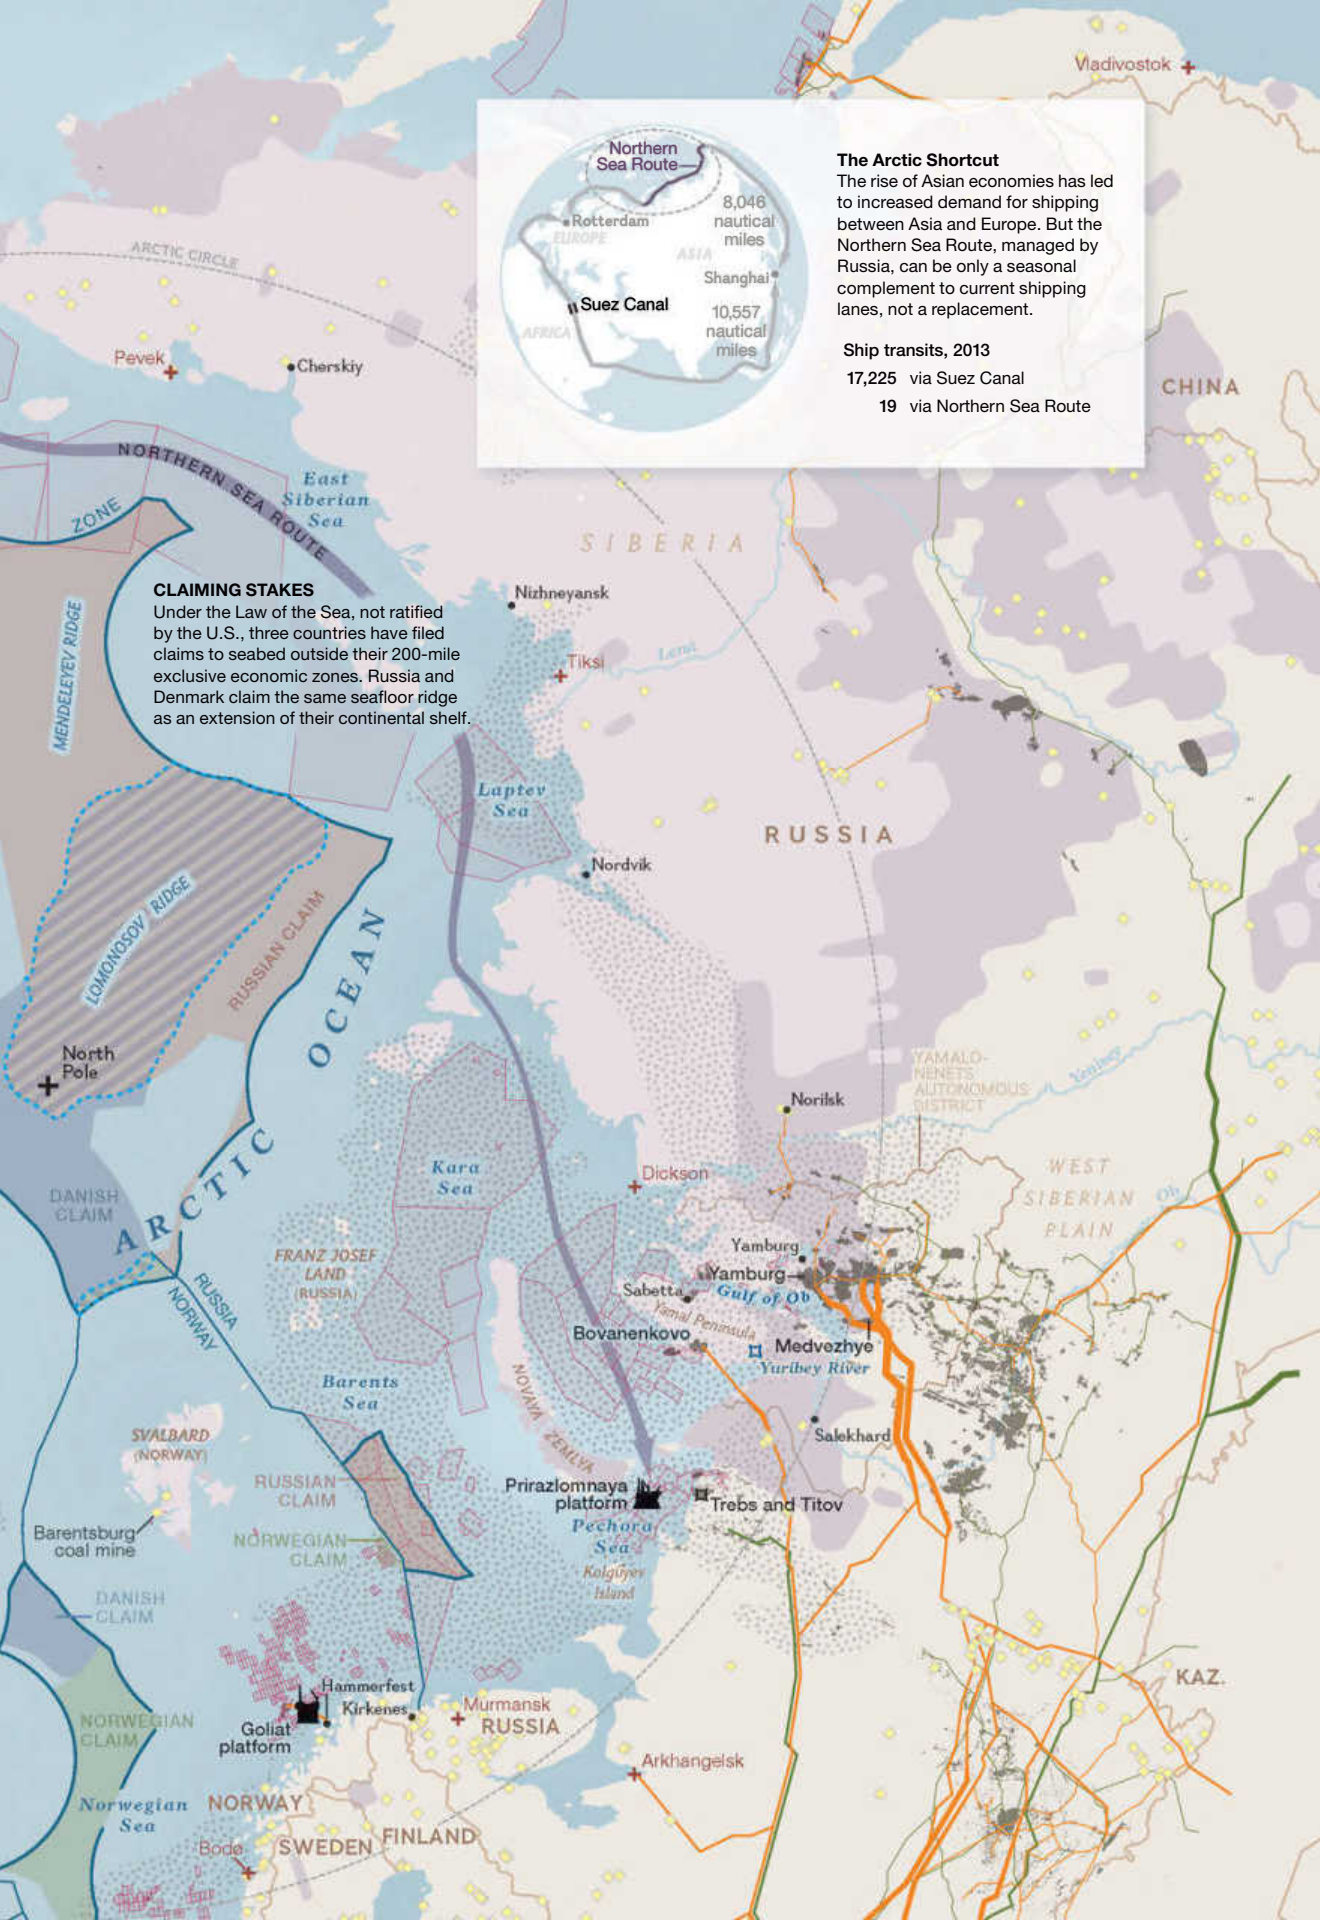 Vladivostok
Northern
Sea Route
8,046
nautical
miles
Rotterdam
EUROPE
ASIA
Shanghai
Suez Canal
10,557
nautical
miles
AFRICA
The Arctic Shortcut
The rise of Asian economies has led
to increased demand for shipping
between Asia and Europe. But the
Northern Sea Route, managed by
Russia, can be only a seasonal
complement to current shipping
lanes, not a replacement.
Ship transits, 2013
17,225 via Suez Canal
19 via Northern Sea Route
ARCTIC CIRCLE
Pevek
Cherskiy
CHINA
NORTHERN SEA ROUTE
East
Siberian
Sea
ZONE
SIBERIA
CLAIMING STAKES
Under the Law of the Sea, not ratified
by the U.S., three countries have filed
claims to seabed outside their 200-mile
exclusive economic zones. Russia and
Denmark claim the same seafloor ridge
as an extension of their continental shelf.
Nizhneyansk
Tiksi
Lena
MENDELEYEV RIDGE
Laptev
Sea
RUSSIA
Nordvik
LOMONOSOV RIDGE
RUSSIAN CLAIM
ARCTIC OCEAN
North
Pole
YAMALO-
NENETS
AUTONOMOUS
DISTRICT
Yenisey
Norilsk
Kara
Sea
Dickson
WEST
SIBERIAN
PLAIN
Ob
DANISH
CLAIM
FRANZ JOSEF
LAND
(RUSSIA)
Yamburg
Yamburg
Sabetta
Gulf of Ob
Yamal Peninsula
RUSSIA
NORWAY
Bovanenkovo
Medvezhye
Yuribey River
Barents
Sea
NOVAYA ZEMLYA
SVALBARD
(NORWAY)
Salekhard
RUSSIAN
CLAIM
Prirazlomnaya
platform
Trebs and Titov
Pechora
Sea
NORWEGIAN
CLAIM
Barentsburg
coal mine
Kolguyev
Island
DANISH
CLAIM
KAZ.
Hammerfest
Kirkenes
Murmansk
RUSSIA
NORWEGIAN
CLAIM
Goliat
platform
Arkhangelsk
Norwegian
Sea
NORWAY
SWEDEN
FINLAND
Bodø